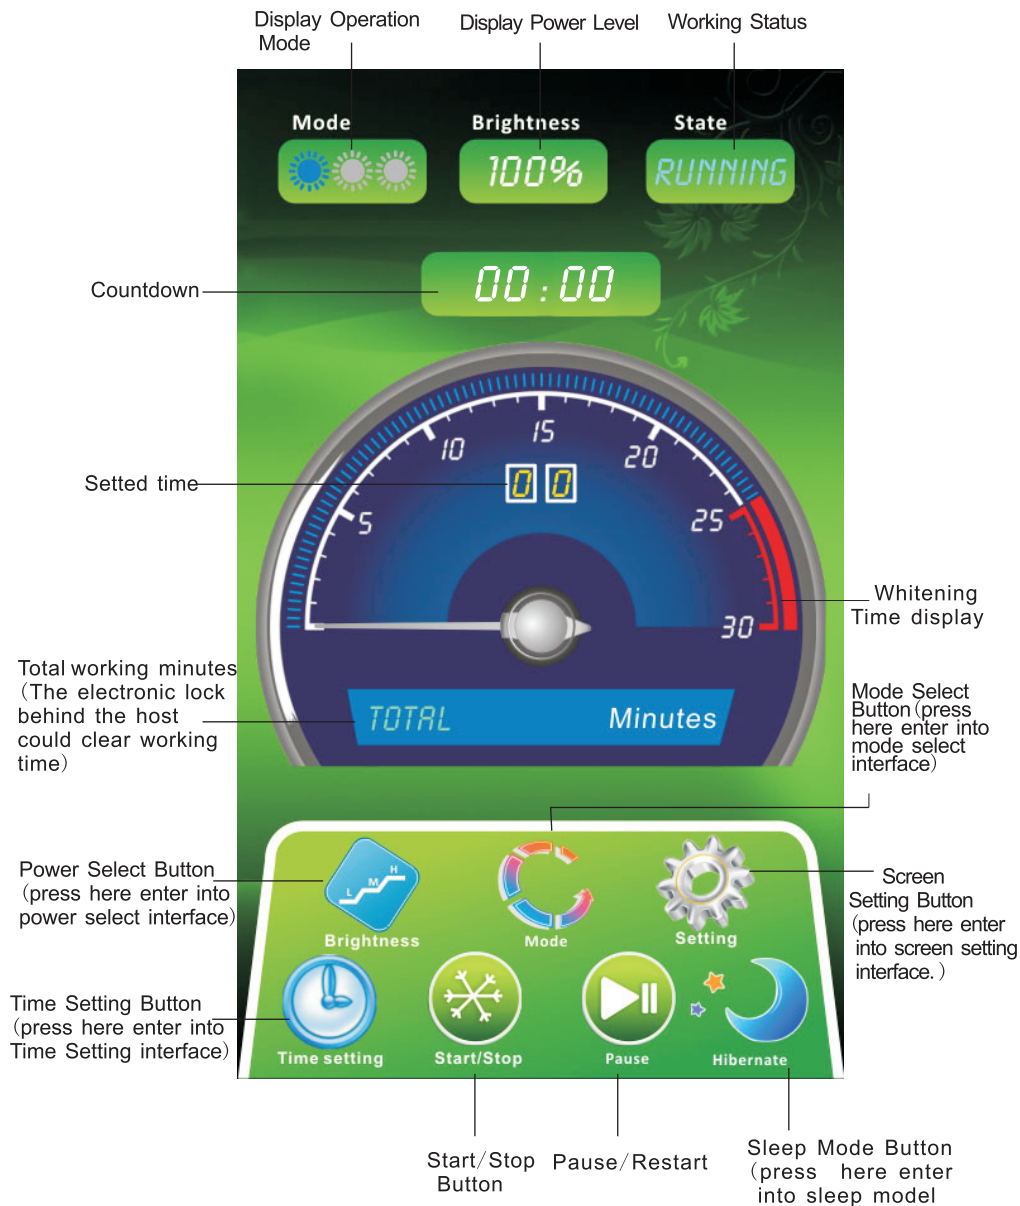 Display Operation
Mode
Display Power Level
Working Status
Mode
Brightness
State
100%
RUNNING
Countdown
00:00
15
10
20
Setted time
0 0
5
25
Whitening
Time display
30
Total working minutes
(The electronic lock
behind the host
could clear working
time)
TOTAL
Minutes
Mode Select
Button(press
here enter into
mode select
interface)
Power Select Button
(press here enter into
power select interface)
L M H
Brightness
Mode
Setting
Screen
Setting Button
(press here enter
into screen setting
interface. )
Time Setting Button
(press here enter into
Time Setting interface)
Time setting
Start/Stop
Pause
Hibernate
Start/Stop
Button
Pause/Restart
Sleep Mode Button
(press here enter
into sleep model